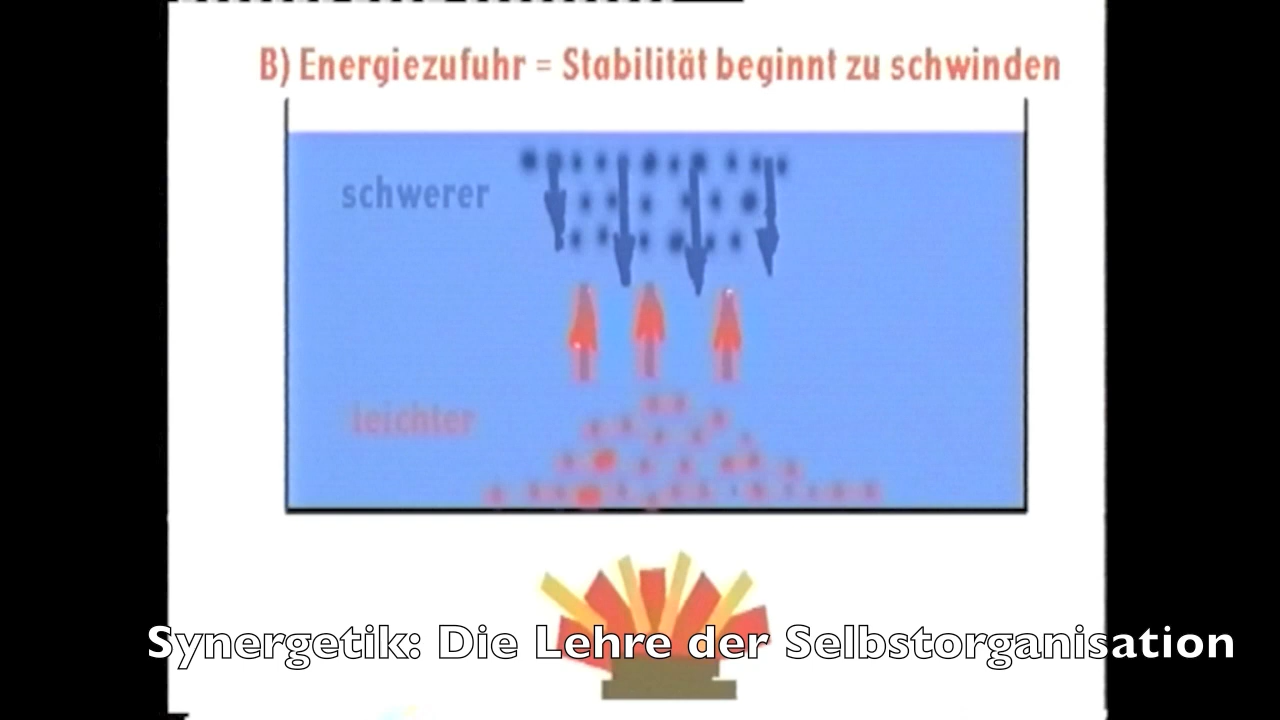 B) Energiezufuhr = Stabilität beginnt zu schwinden
schwerer
leichter
Synergetik: Die Lehre der Selbstorganisation